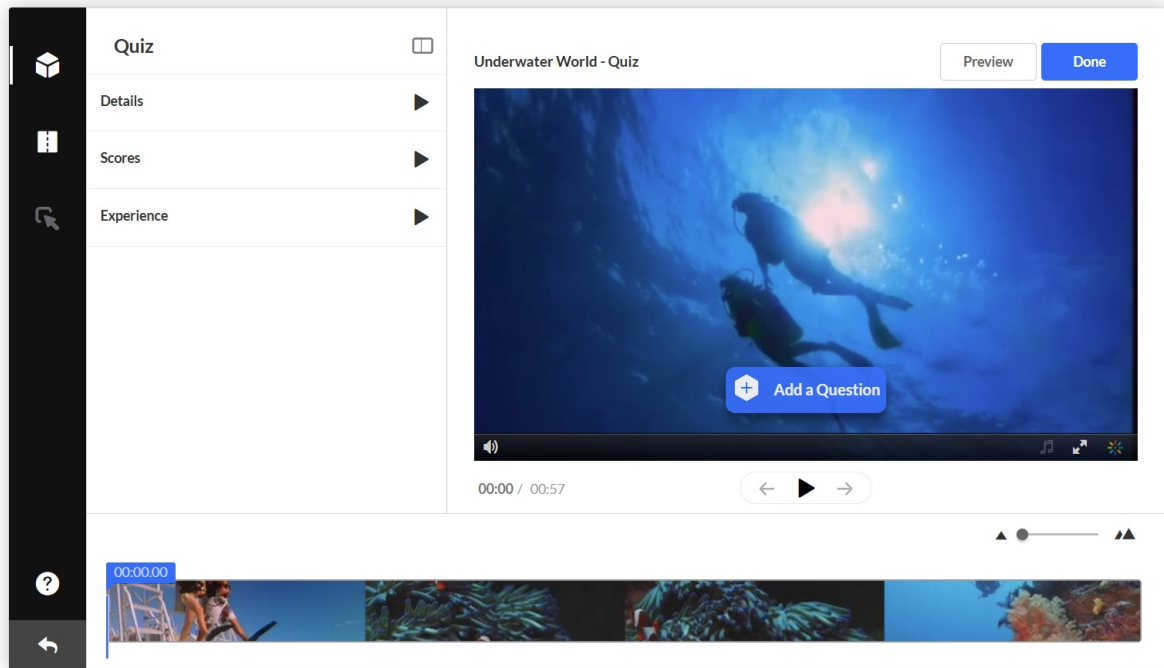 Quiz
Details
Scores
Experience
Underwater World - Quiz
Preview
Done
Add a Question
00:00 / 00:57
00:00.00
?